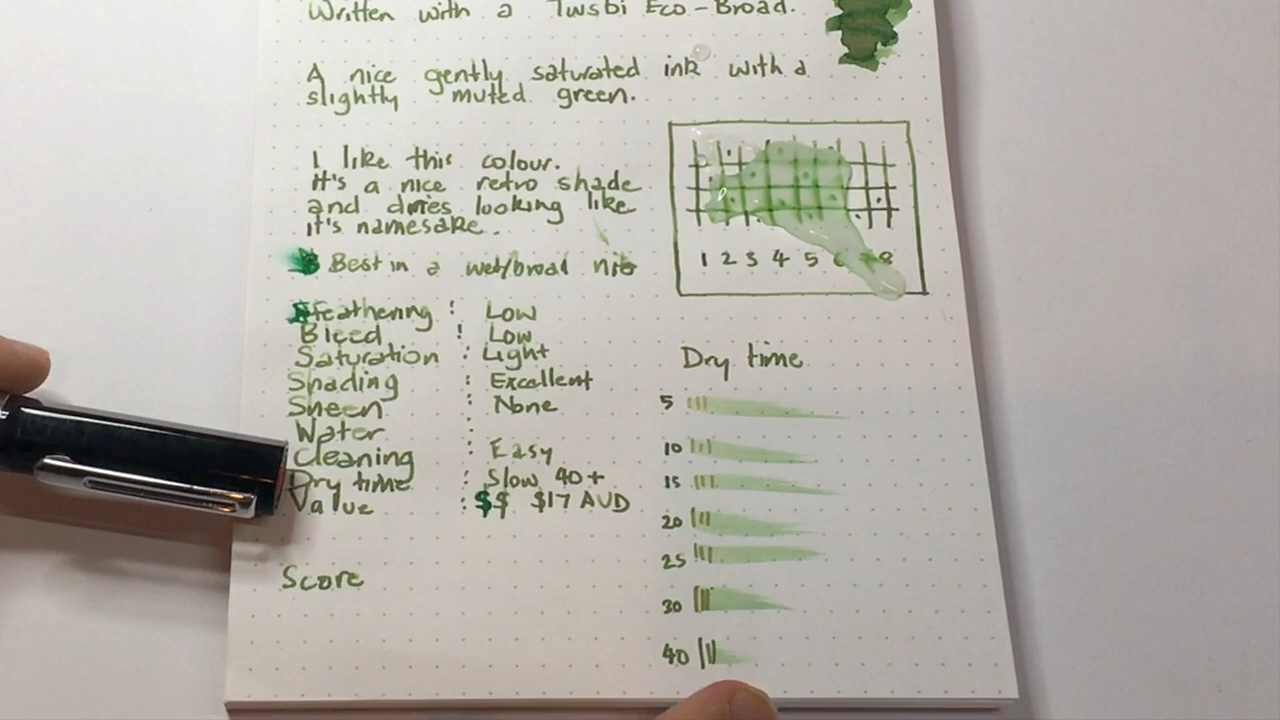 Written with a Twsbi Eco-Broad.
A nice gently saturated ink with a
slightly muted green.
I like this colour.
It's a nice retro shade
and dries looking like
it's namesake.
Best in a wet/broad nib
Feathering : Low
Bleed : Low
Saturation : Light
Shading : Excellent
Sheen : None
Water :
Cleaning : Easy
Dry time : Slow 40+
Value : $$ $17 AUD
Score
1 2 3 4 5 6 7 8
Dry time
5
10
15
20
25
30
40